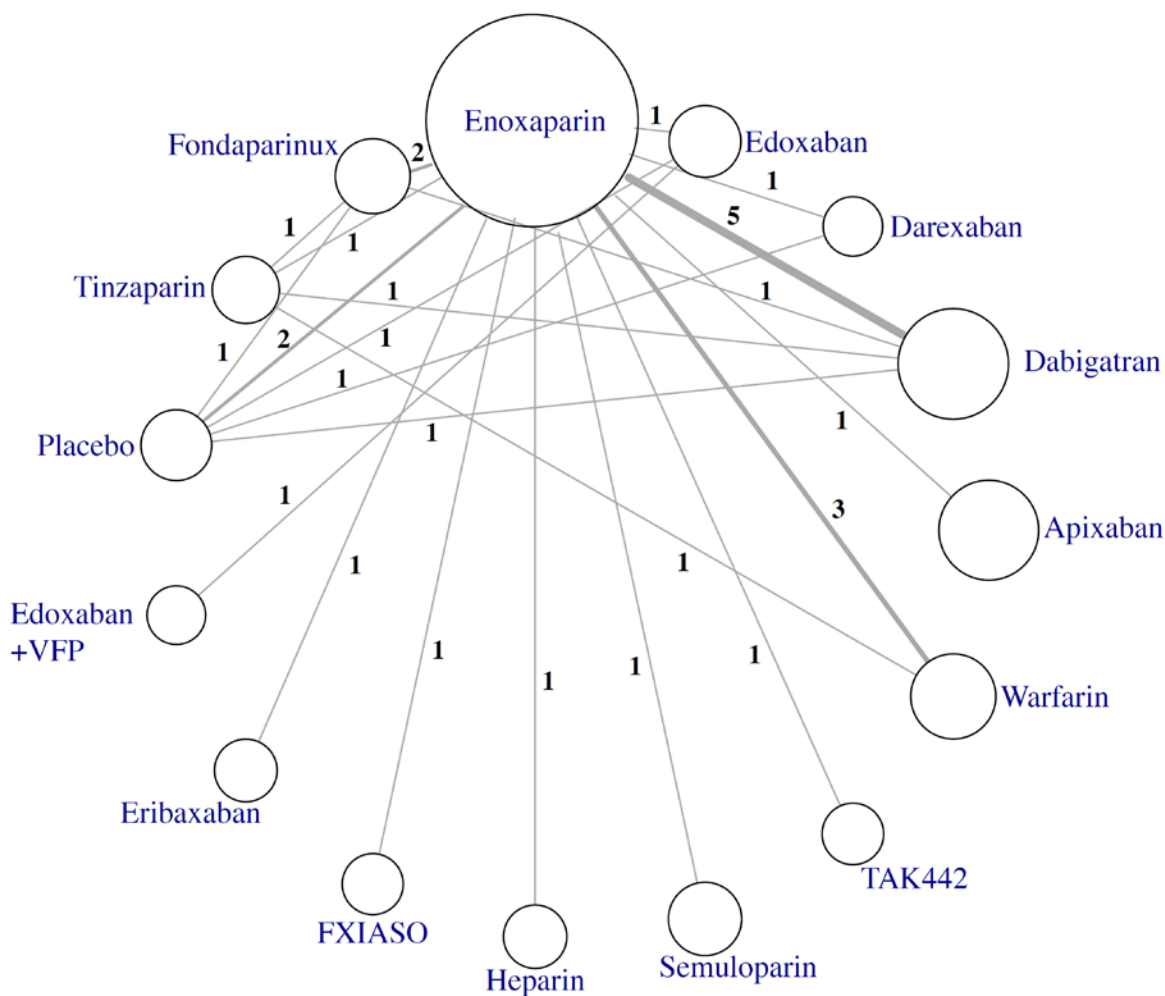 Enoxaparin
1
Edoxaban
Fondaparinux
2
1
Darexaban
5
1
1
Tinzaparin
1
1
Dabigatran
1
2
1
1
Placebo
1
1
Apixaban
1
3
Edoxaban
+VFP
1
1
Warfarin
1
1
1
1
Eribaxaban
TAK442
FXIASO
Semuloparin
Heparin